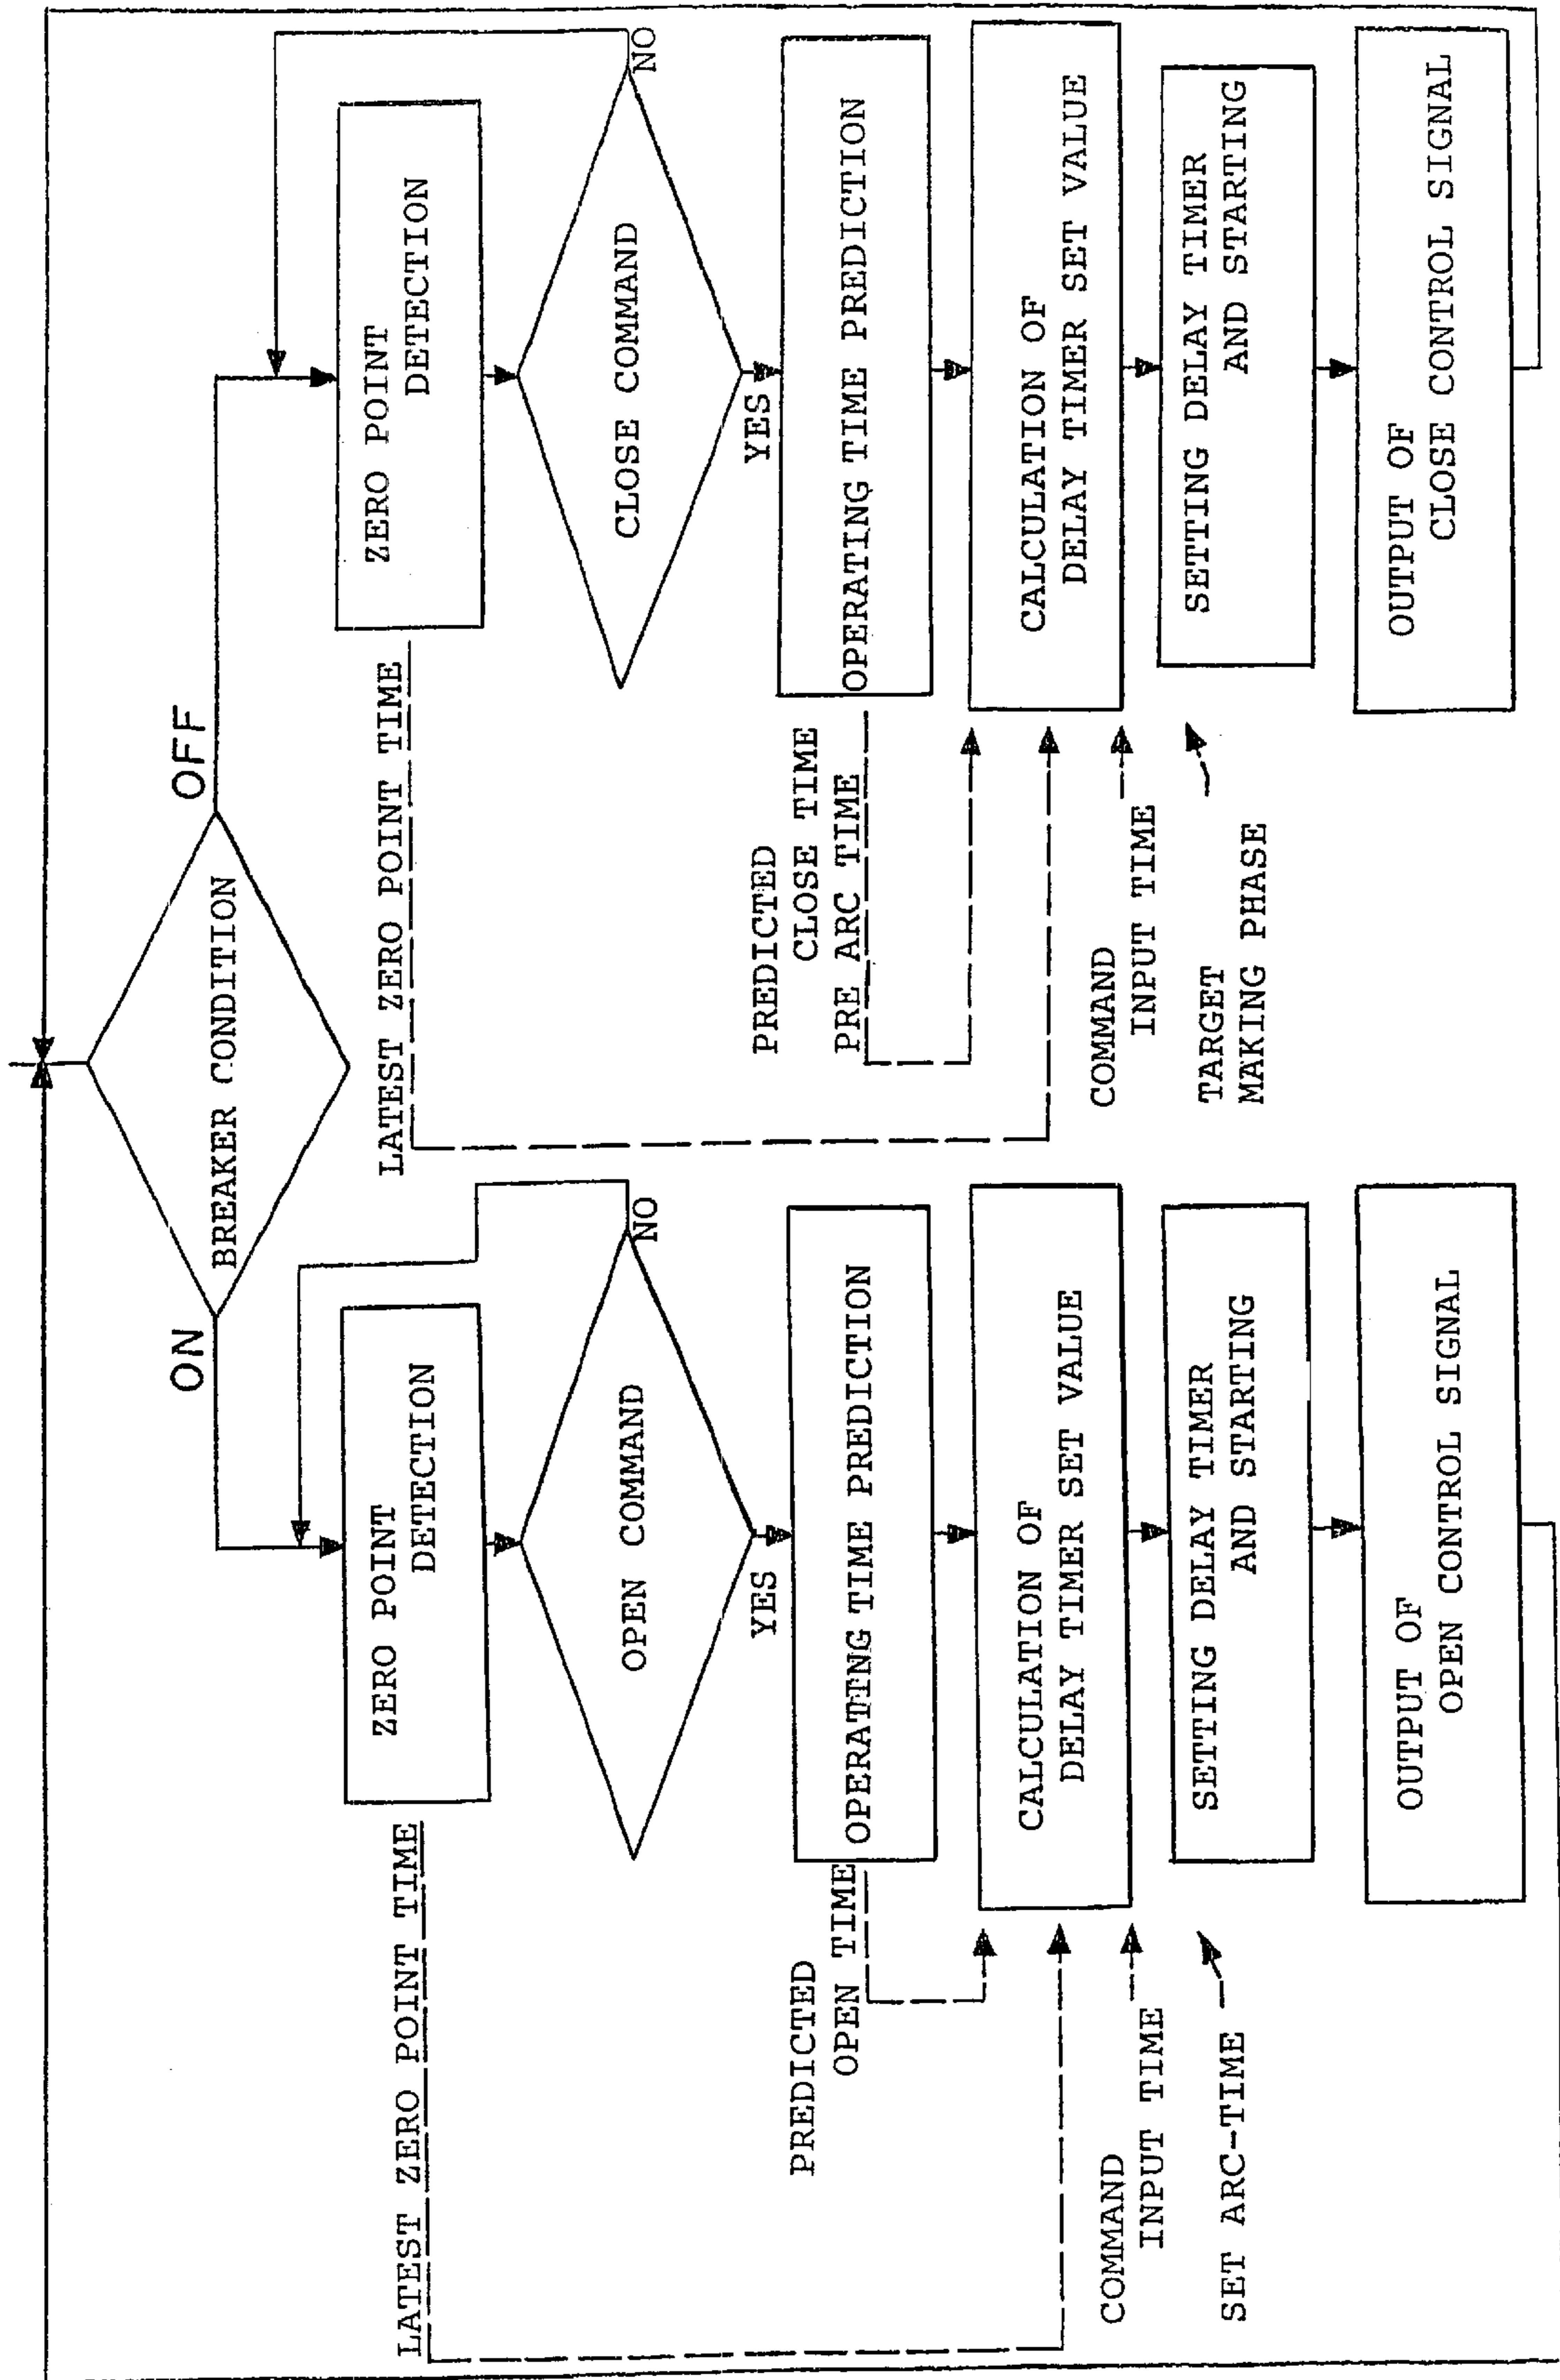 BREAKER CONDITION
ON
OFF
ZERO POINT
DETECTION
LATEST ZERO POINT TIME
OPEN COMMAND
NO
YES
OPERATING TIME PREDICTION
PREDICTED
OPEN TIME
CALCULATION OF
DELAY TIMER SET VALUE
COMMAND
INPUT TIME
SET ARC-TIME
SETTING DELAY TIMER
AND STARTING
OUTPUT OF
OPEN CONTROL SIGNAL
ZERO POINT
DETECTION
LATEST ZERO POINT TIME
CLOSE COMMAND
NO
YES
OPERATING TIME PREDICTION
PREDICTED
CLOSE TIME
PRE ARC TIME
CALCULATION OF
DELAY TIMER SET VALUE
COMMAND
INPUT TIME
TARGET
MAKING PHASE
SETTING DELAY TIMER
AND STARTING
OUTPUT OF
CLOSE CONTROL SIGNAL